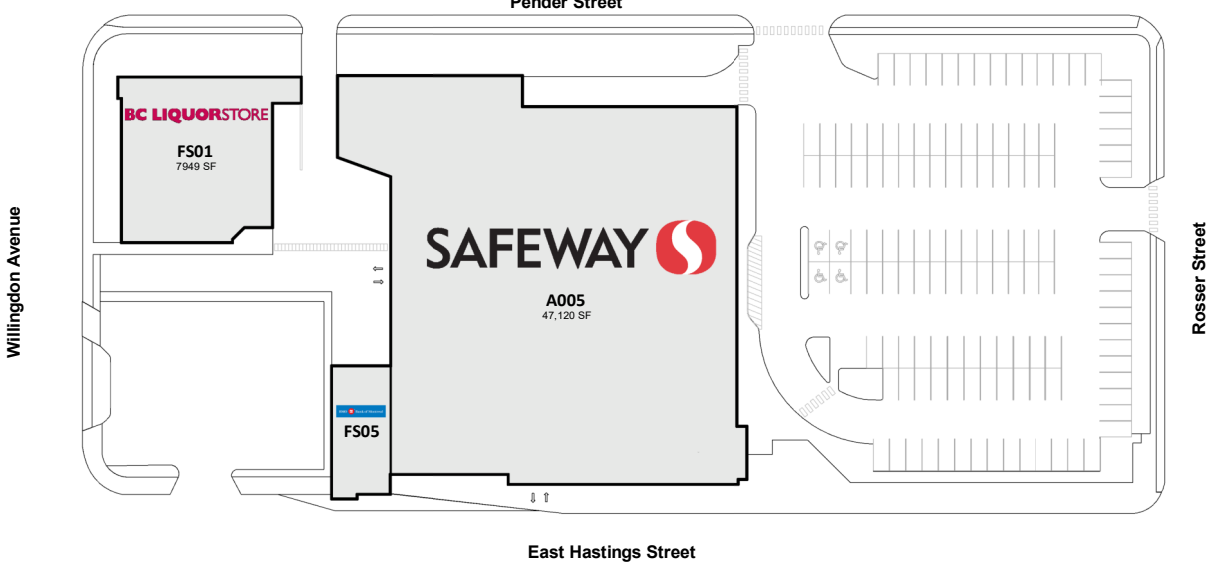 Pender Street
BC LIQUORSTORE
FS01
7949 SF
Willingdon Avenue
SAFEWAY
A005
47,120 SF
Rosser Street
FS05
East Hastings Street